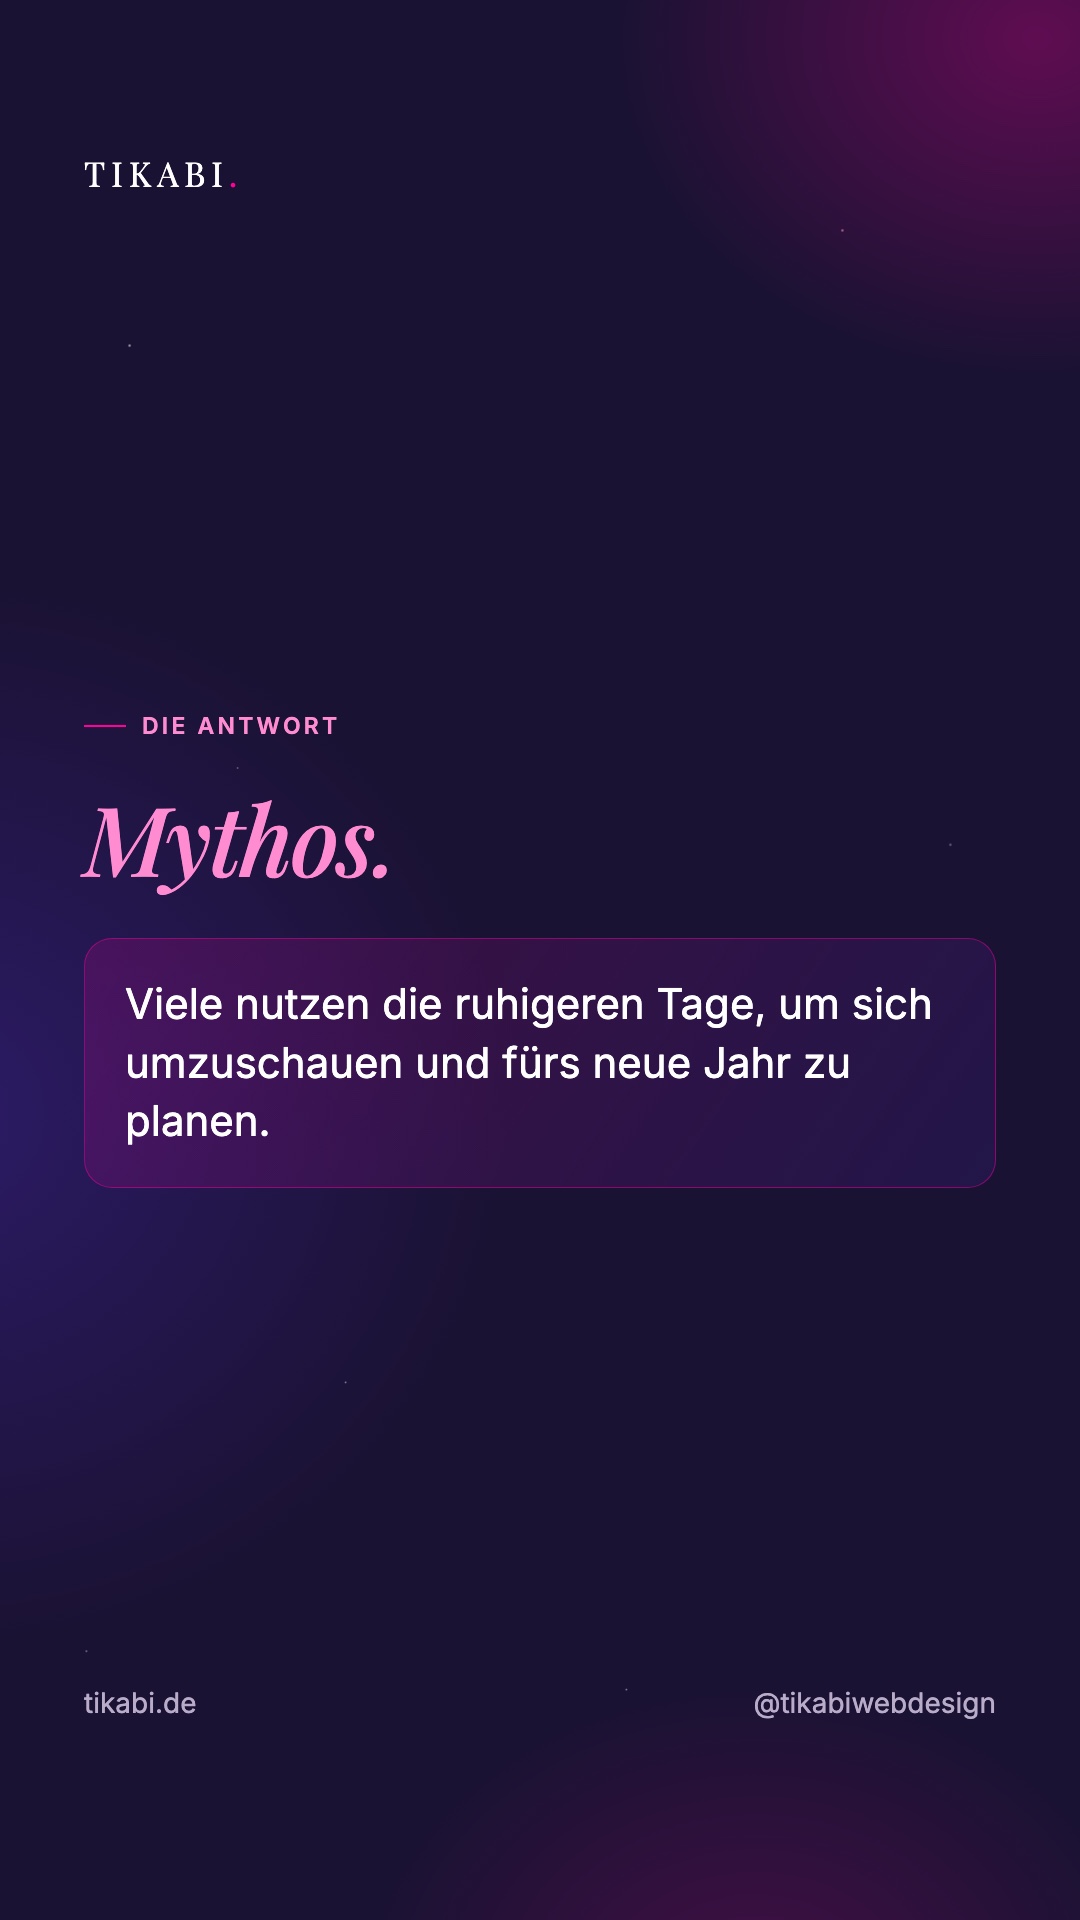 TIKABI.
DIE ANTWORT
Mythos.
Viele nutzen die ruhigeren Tage, um sich
umzuschauen und fürs neue Jahr zu
planen.
tikabi.de
@tikabiwebdesign